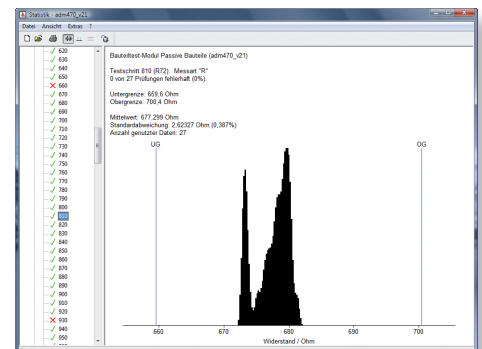 Statistik - adm470_v21
Datei Ansicht Extras ?
620
630
640
650
660
670
680
690
700
710
720
730
740
750
760
770
780
790
800
810
820
830
840
850
860
870
880
890
900
910
920
930
940
950
Bauteiltest-Modul Passive Bauteile (adm470_v21)
Testschritt 810 (R72): Messart "R"
0 von 27 Prüfungen fehlerhaft (0%).
Untergrenze: 659,6 Ohm
Obergrenze: 700,4 Ohm
Mittelwert: 677,299 Ohm
Standardabweichung: 2,62327 Ohm (0,387%)
Anzahl genutzter Daten: 27
UG OG
660 670 680 690 700
Widerstand / Ohm